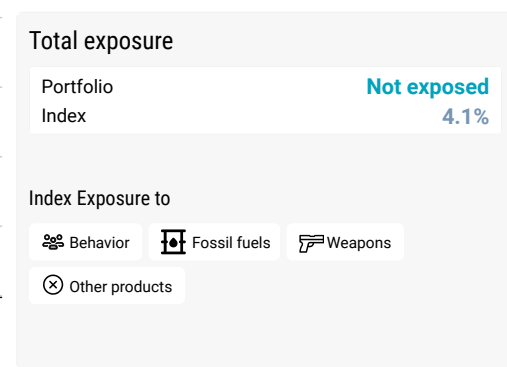 Total exposure
Portfolio Not exposed
Index 4.1%
Index Exposure to
Behavior Fossil fuels Weapons
Other products